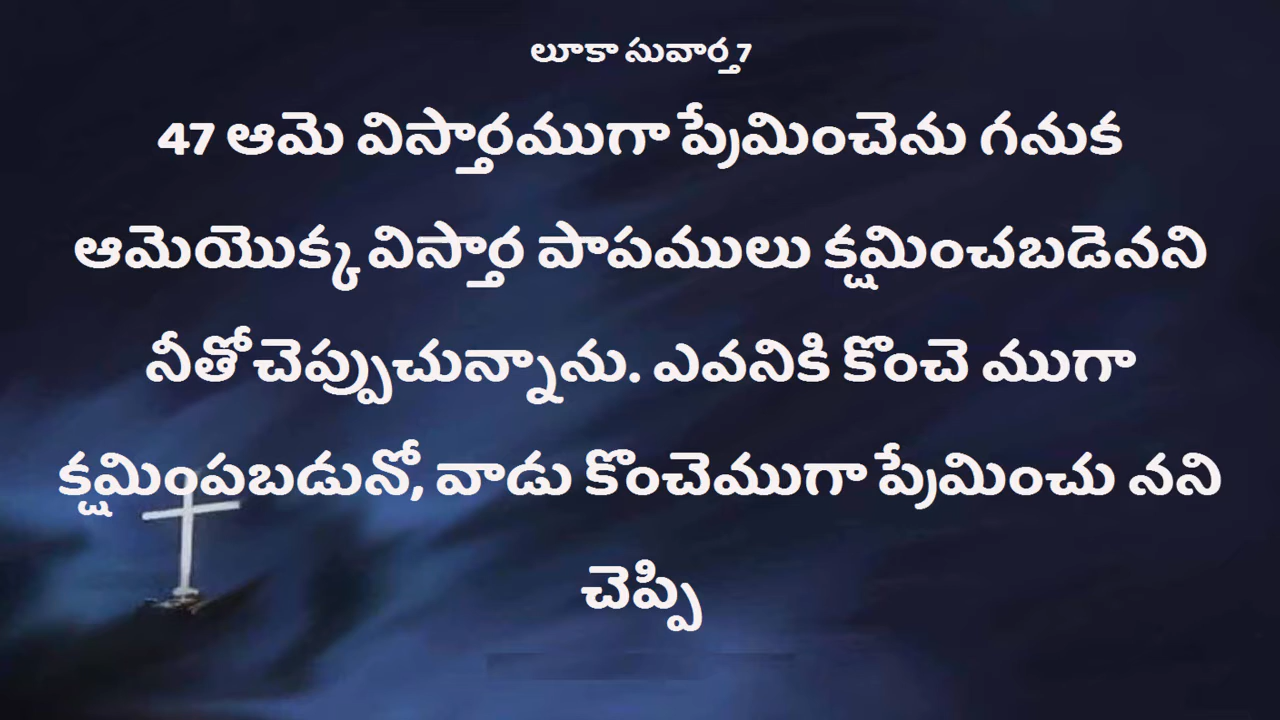 లూకా సువార్త 7
47 ఆమె విస్తారముగా ప్రేమించెను గనుక
ఆమెయొక్క విస్తార పాపములు క్షమించబడెనని
నీతో చెప్పుచున్నాను. ఎవనికి కొంచె ముగా
క్షమింపబడునో, వాడు కొంచెముగా ప్రేమించు నని
చెప్పి